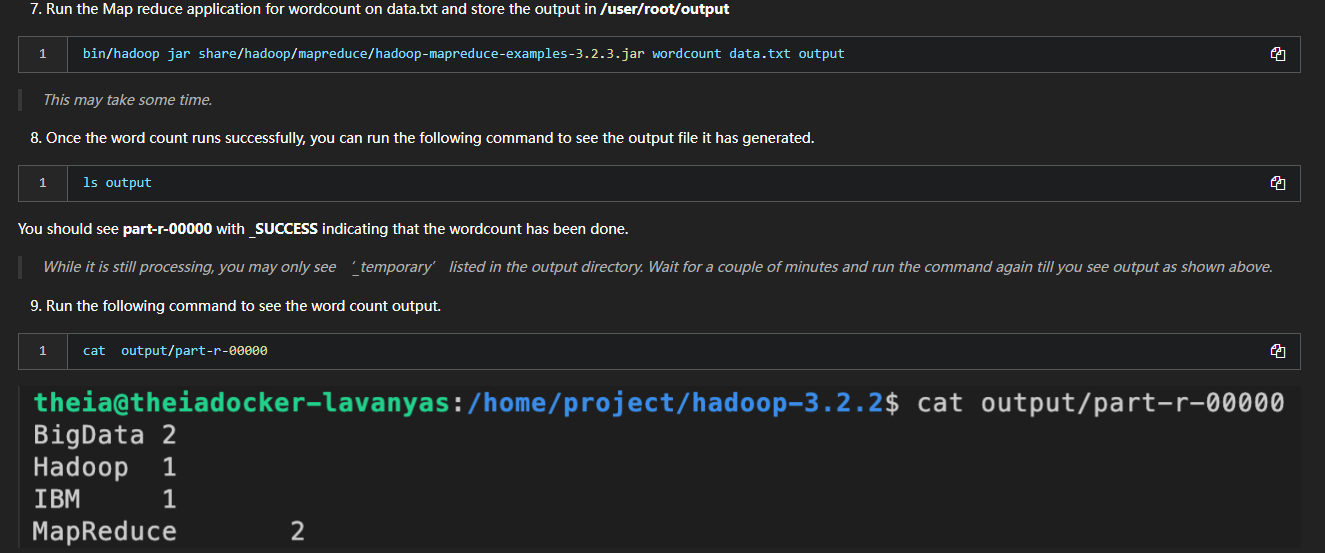 7. Run the Map reduce application for wordcount on data.txt and store the output in /user/root/output
1 bin/hadoop jar share/hadoop/mapreduce/hadoop-mapreduce-examples-3.2.3.jar wordcount data.txt output
This may take some time.
8. Once the word count runs successfully, you can run the following command to see the output file it has generated.
1 ls output
You should see part-r-00000 with _SUCCESS indicating that the wordcount has been done.
While it is still processing, you may only see ‘_temporary’ listed in the output directory. Wait for a couple of minutes and run the command again till you see output as shown above.
9. Run the following command to see the word count output.
1 cat  output/part-r-00000
theia@theiadocker-lavanyas:/home/project/hadoop-3.2.2$ cat output/part-r-00000
BigData 2
Hadoop  1
IBM     1
MapReduce       2